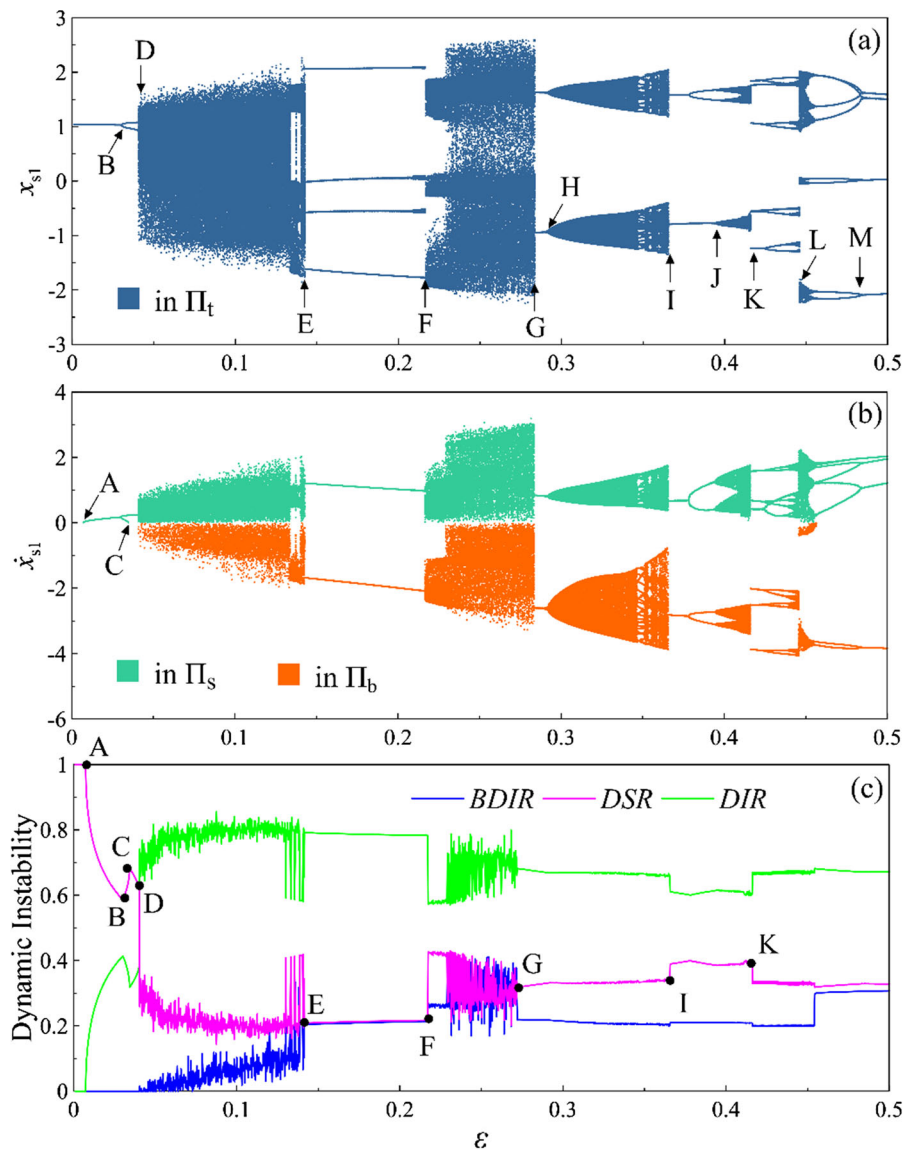 3
(a)
D
2
1
B
x_s1
0
H
-1
J
L
M
-2
in Π_t
E
F
G
I
K
-3
0
0.1
0.2
0.3
0.4
0.5
4
(b)
2
A
0
C
ẋ_s1
-2
-4
in Π_s
in Π_b
-6
0
0.1
0.2
0.3
0.4
0.5
1
A
(c)
BDIR
DSR
DIR
0.8
C
0.6
B
D
Dynamic Instability
0.4
K
G
I
0.2
E
F
0
0
0.1
0.2
0.3
0.4
0.5
ε